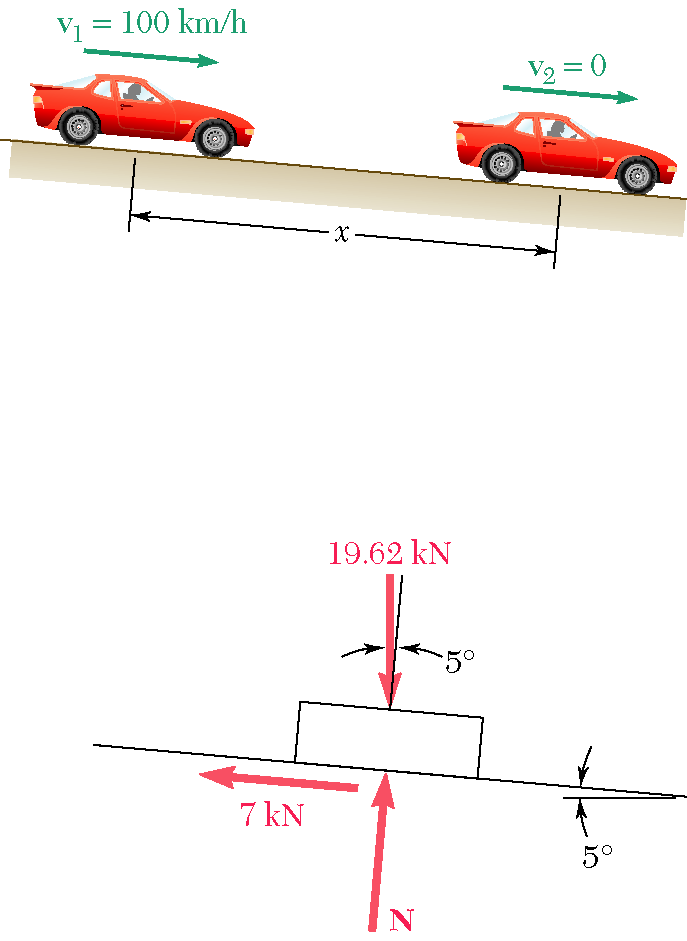 v₁ = 100 km/h
v₂ = 0
x
19.62 kN
5°
7 kN
5°
N